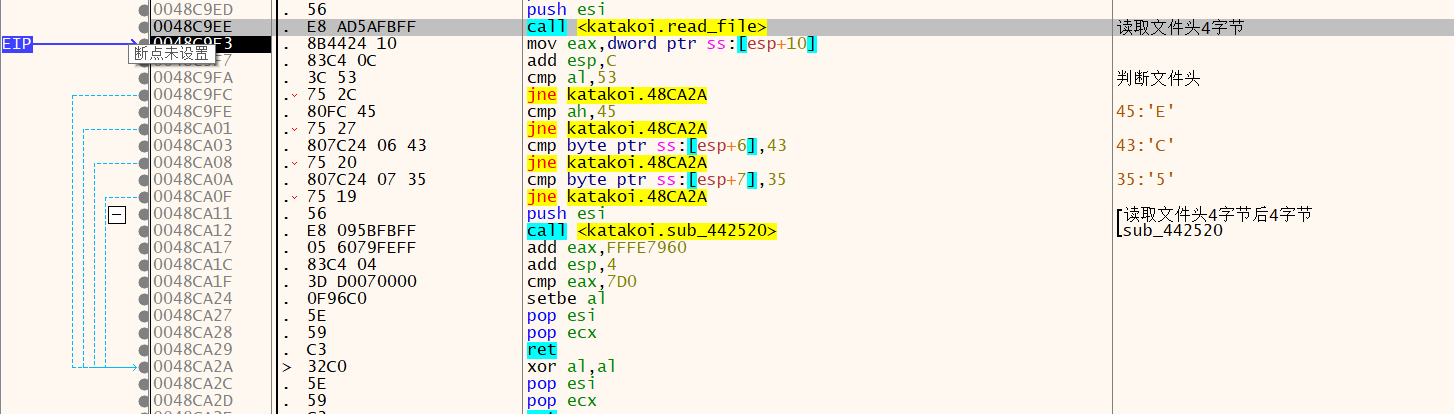 0048C9ED . 56 push esi
0048C9EE . E8 AD5AFBFF call <katakoi.read_file> 读取文件头4字节
EIP 0048C9F3 . 8B4424 10 mov eax,dword ptr ss:[esp+10]
断点未设置
. 83C4 0C add esp,C
0048C9FA . 3C 53 cmp al,53 判断文件头
0048C9FC . 75 2C jne katakoi.48CA2A
0048C9FE . 80FC 45 cmp ah,45 45:'E'
0048CA01 . 75 27 jne katakoi.48CA2A
0048CA03 . 807C24 06 43 cmp byte ptr ss:[esp+6],43 43:'C'
0048CA08 . 75 20 jne katakoi.48CA2A
0048CA0A . 807C24 07 35 cmp byte ptr ss:[esp+7],35 35:'5'
0048CA0F . 75 19 jne katakoi.48CA2A
0048CA11 . 56 push esi 读取文件头4字节后4字节
0048CA12 . E8 095BFBFF call <katakoi.sub_442520> sub_442520
0048CA17 . 05 6079FEFF add eax,FFFE7960
0048CA1C . 83C4 04 add esp,4
0048CA1F . 3D D0070000 cmp eax,7D0
0048CA24 . 0F96C0 setbe al
0048CA27 . 5E pop esi
0048CA28 . 59 pop ecx
0048CA29 . C3 ret
0048CA2A > 32C0 xor al,al
0048CA2C . 5E pop esi
0048CA2D . 59 pop ecx